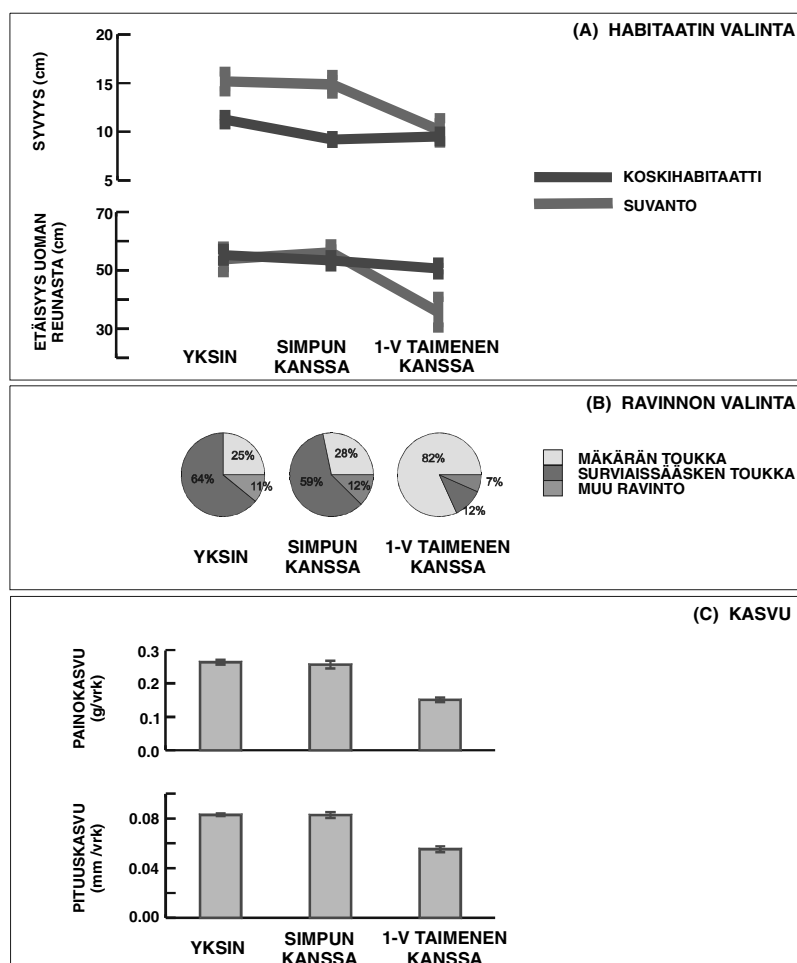 (A) HABITAATIN VALINTA
SYVYYS (cm)
20
15
10
5
KOSKIHABITAATTI
SUVANTO
ETÄISYYS UOMAN
REUNASTA (cm)
70
50
30
YKSIN
SIMPUN
KANSSA
1-V TAIMENEN
KANSSA
(B) RAVINNON VALINTA
25%
64%
11%
28%
59%
12%
82%
7%
12%
MÄKÄRÄN TOUKKA
SURVIAISSÄÄSKEN TOUKKA
MUU RAVINTO
YKSIN
SIMPUN
KANSSA
1-V TAIMENEN
KANSSA
(C) KASVU
PAINOKASVU
(g/vrk)
0.3
0.2
0.1
0.0
PITUUSKASVU
(mm /vrk)
0.08
0.04
0.00
YKSIN
SIMPUN
KANSSA
1-V TAIMENEN
KANSSA